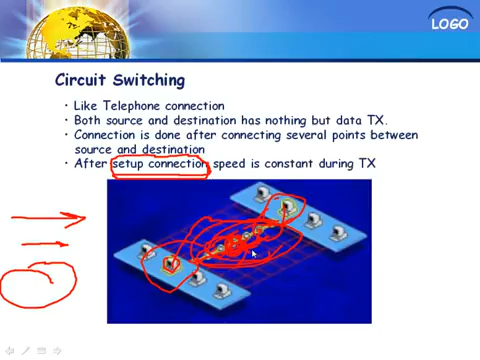 LOGO
Circuit Switching
• Like Telephone connection
• Both source and destination has nothing but data TX.
• Connection is done after connecting several points between
source and destination
• After setup connection speed is constant during TX